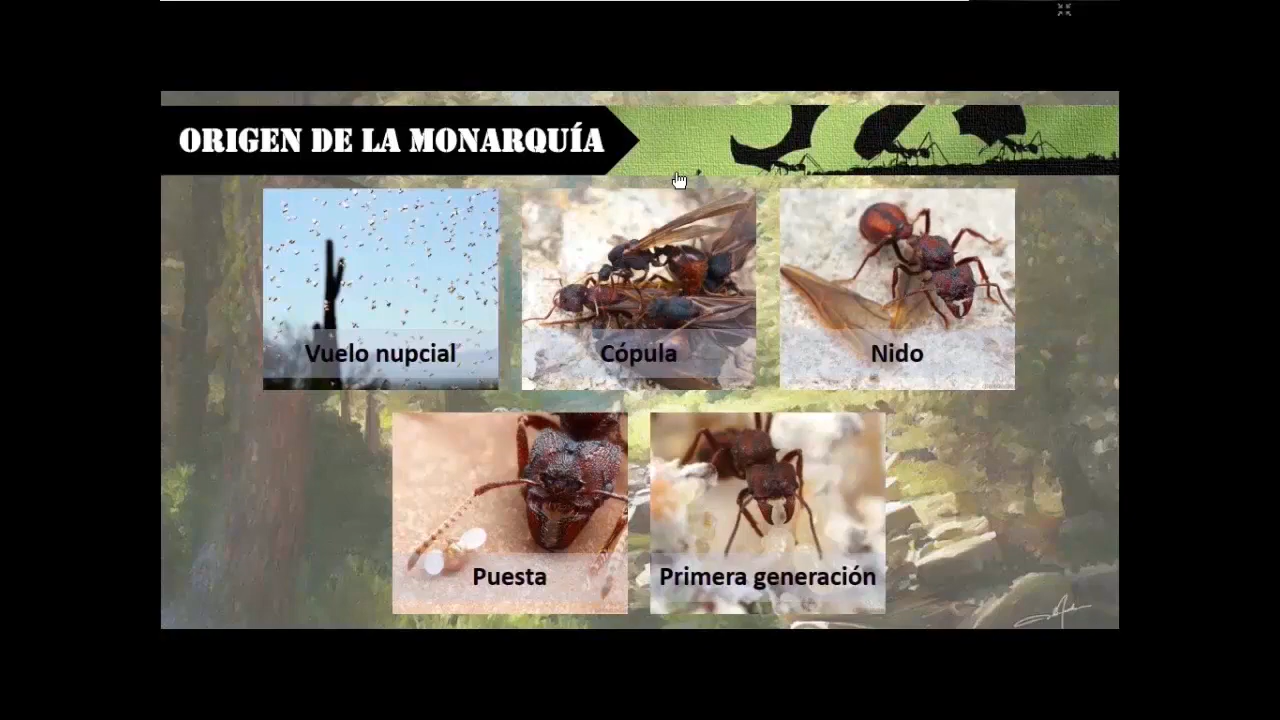 ORIGEN DE LA MONARQUÍA
Vuelo nupcial
Cópula
Nido
Puesta
Primera generación